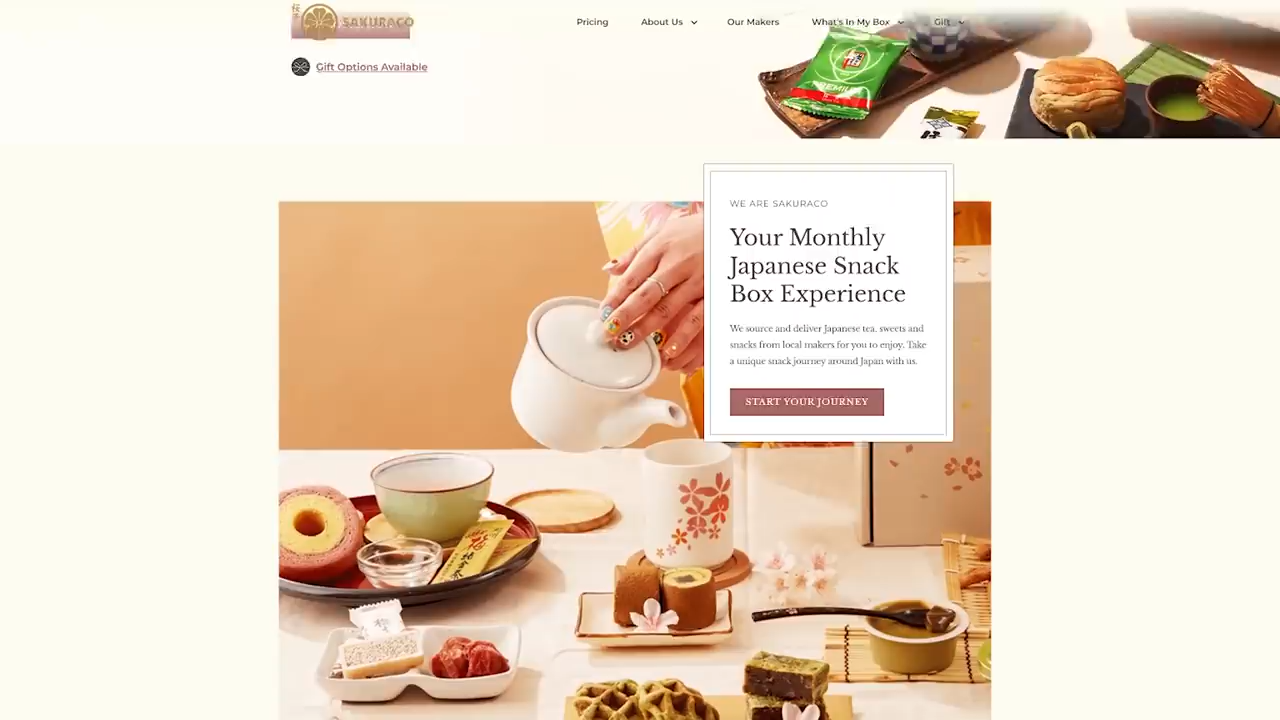 SAKURACO
Pricing
About Us
Our Makers
What's In My Box
Gift
Gift Options Available
PREMIUM
WE ARE SAKURACO
Your Monthly
Japanese Snack
Box Experience
We source and deliver Japanese tea, sweets and
snacks from local makers for you to enjoy. Take
a unique snack journey around Japan with us.
START YOUR JOURNEY